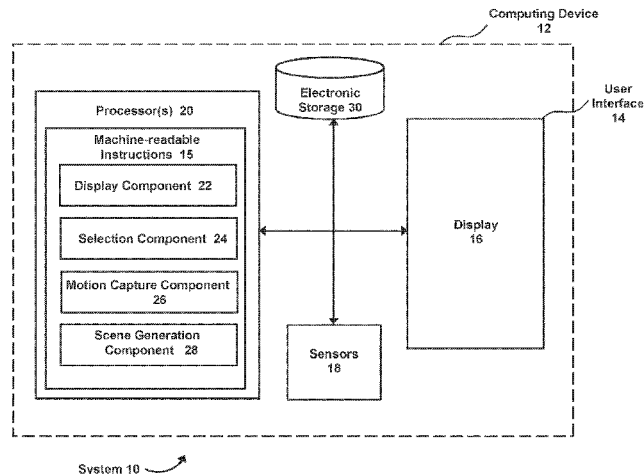 Computing Device
12
User
Interface
14
Electronic
Storage 30
Processor(s) 20
Machine-readable
Instructions 15
Display Component 22
Selection Component 24
Motion Capture Component
26
Scene Generation
Component 28
Display
16
Sensors
18
System 10